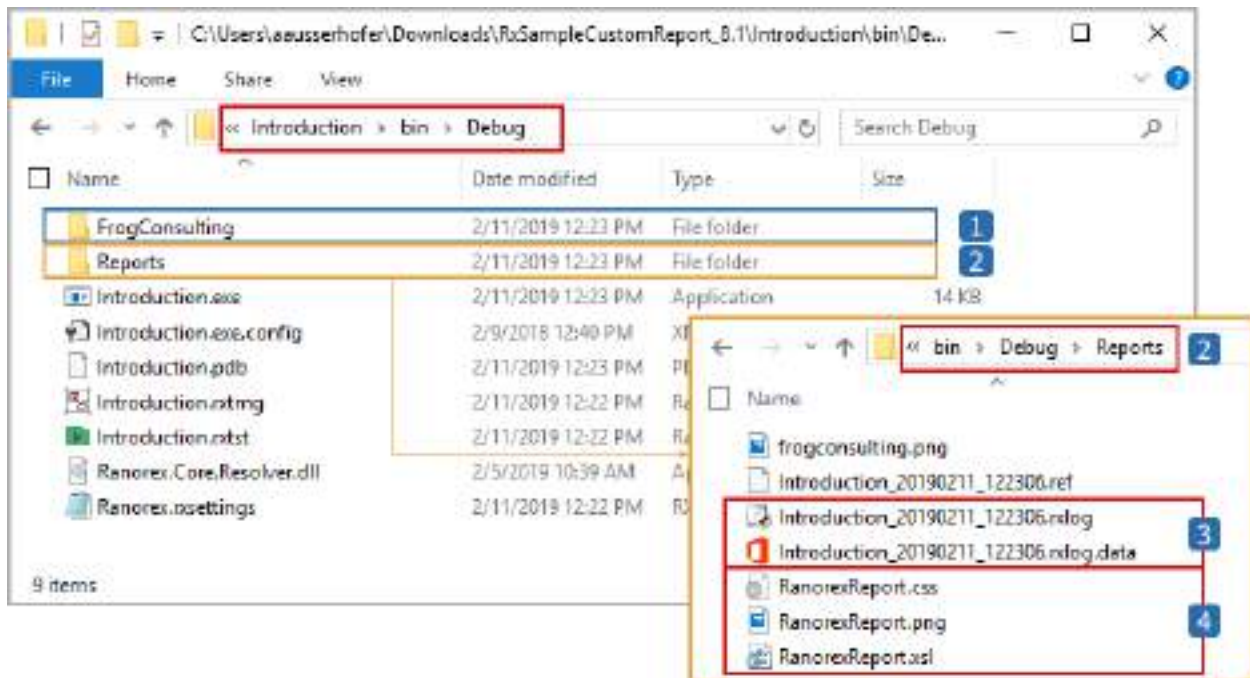 C:\Users\aausserhofer\Downloads\RxSampleCustomReport_8.1\Introduction\bin\De...
File Home Share View
« Introduction › bin › Debug Search Debug
Name Date modified Type Size
FrogConsulting 2/11/2019 12:23 PM File folder 1
Reports 2/11/2019 12:23 PM File folder 2
Introduction.exe 2/11/2019 12:23 PM Application 14 KB
Introduction.exe.config 2/9/2018 12:40 PM
Introduction.pdb 2/11/2019 12:23 PM
Introduction.rxtmg 2/11/2019 12:22 PM
Introduction.rxtst 2/11/2019 12:22 PM
Ranorex.Core.Resolver.dll 2/5/2019 10:39 AM
Ranorex.rxsettings 2/11/2019 12:22 PM
9 items
« bin › Debug › Reports 2
Name
frogconsulting.png
Introduction_20190211_122306.ref
Introduction_20190211_122306.rxlog
3
Introduction_20190211_122306.rxlog.data
RanorexReport.css
RanorexReport.png 4
RanorexReport.xsl